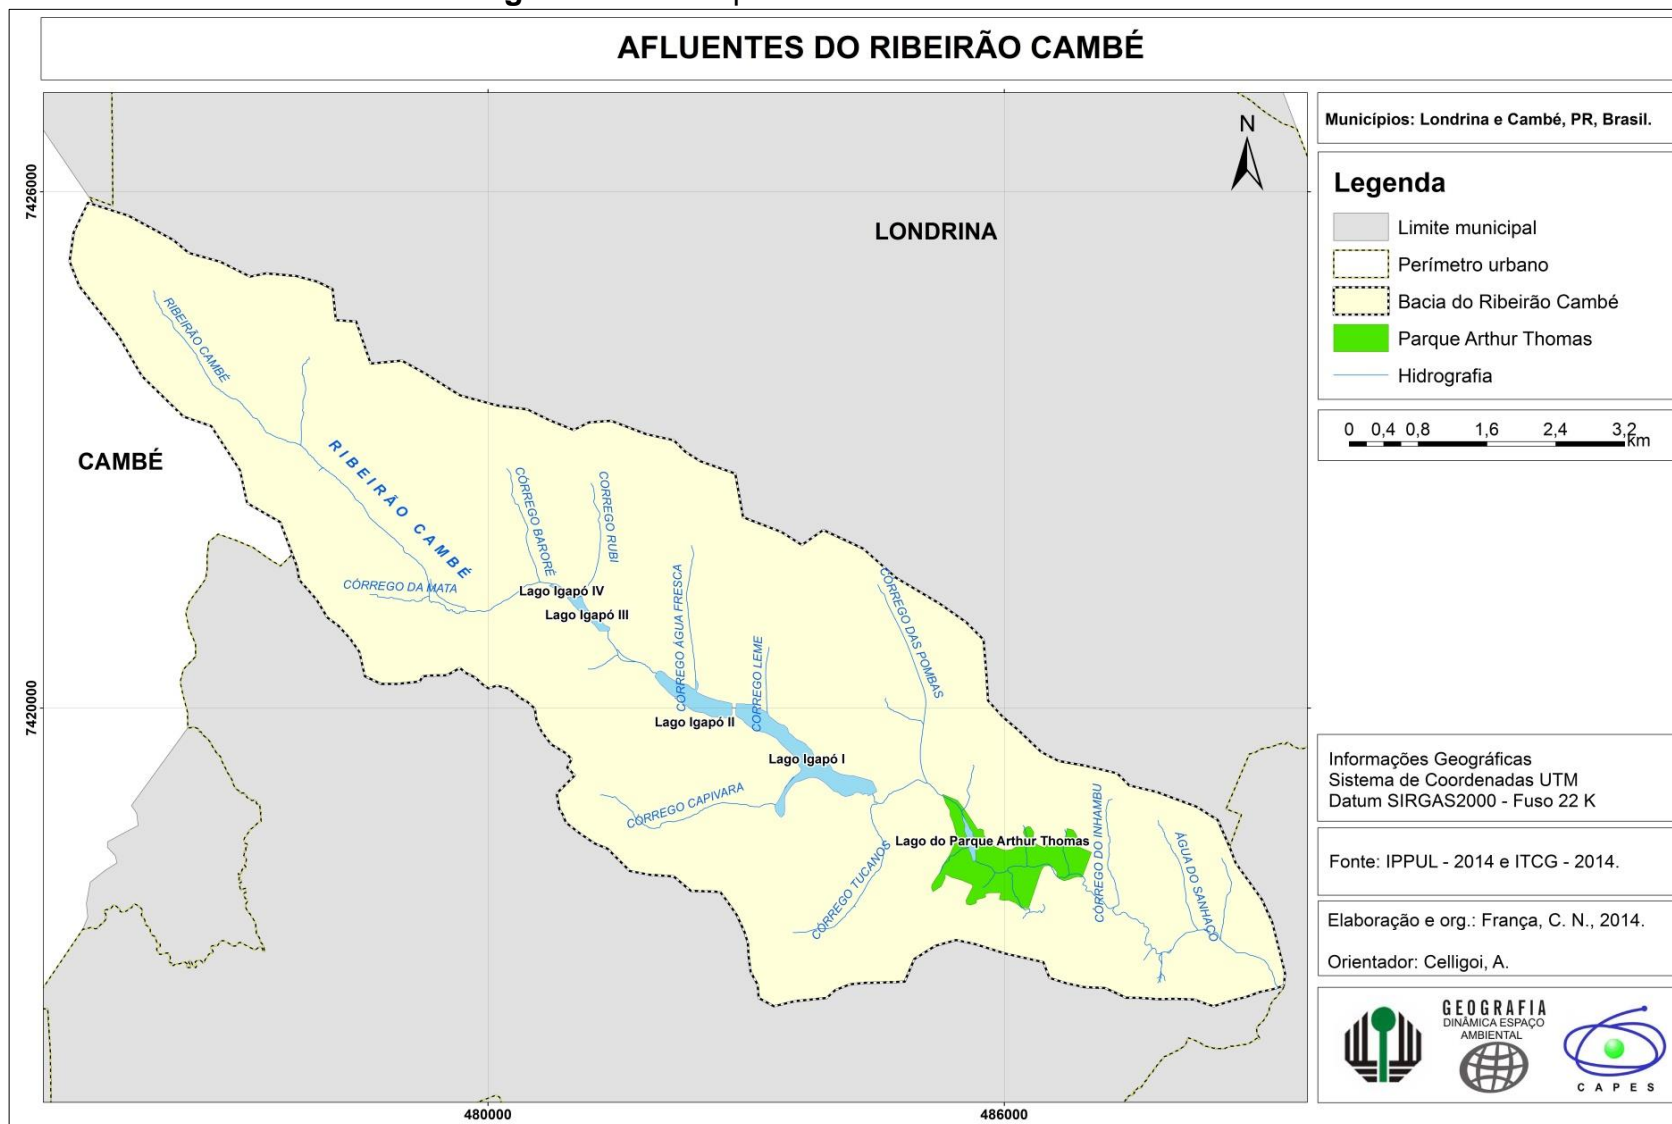 AFLUENTES DO RIBEIRÃO CAMBÉ
N
7426000
7420000
480000
486000
LONDRINA
CAMBÉ
RIBEIRÃO CAMBÉ
RIBEIRÃO CAMBÉ
CÓRREGO DA MATA
CÓRREGO BARORÉ
CORREGO RUBI
Lago Igapó IV
Lago Igapó III
CÓRREGO ÁGUA FRESCA
CORREGO LEME
Lago Igapó II
Lago Igapó I
CÓRREGO CAPIVARA
CÓRREGO TUCANOS
CÓRREGO DAS POMBAS
Lago do Parque Arthur Thomas
CÓRREGO DO INHAMBU
ÁGUA DO SANHAÇO
Municípios: Londrina e Cambé, PR, Brasil.
Legenda
Limite municipal
Perímetro urbano
Bacia do Ribeirão Cambé
Parque Arthur Thomas
Hidrografia
0 0,4 0,8 1,6 2,4 3,2
Km
Informações Geográficas
Sistema de Coordenadas UTM
Datum SIRGAS2000 - Fuso 22 K
Fonte: IPPUL - 2014 e ITCG - 2014.
Elaboração e org.: França, C. N., 2014.
Orientador: Celligoi, A.
GEOGRAFIA
DINÂMICA ESPAÇO
AMBIENTAL
CAPES